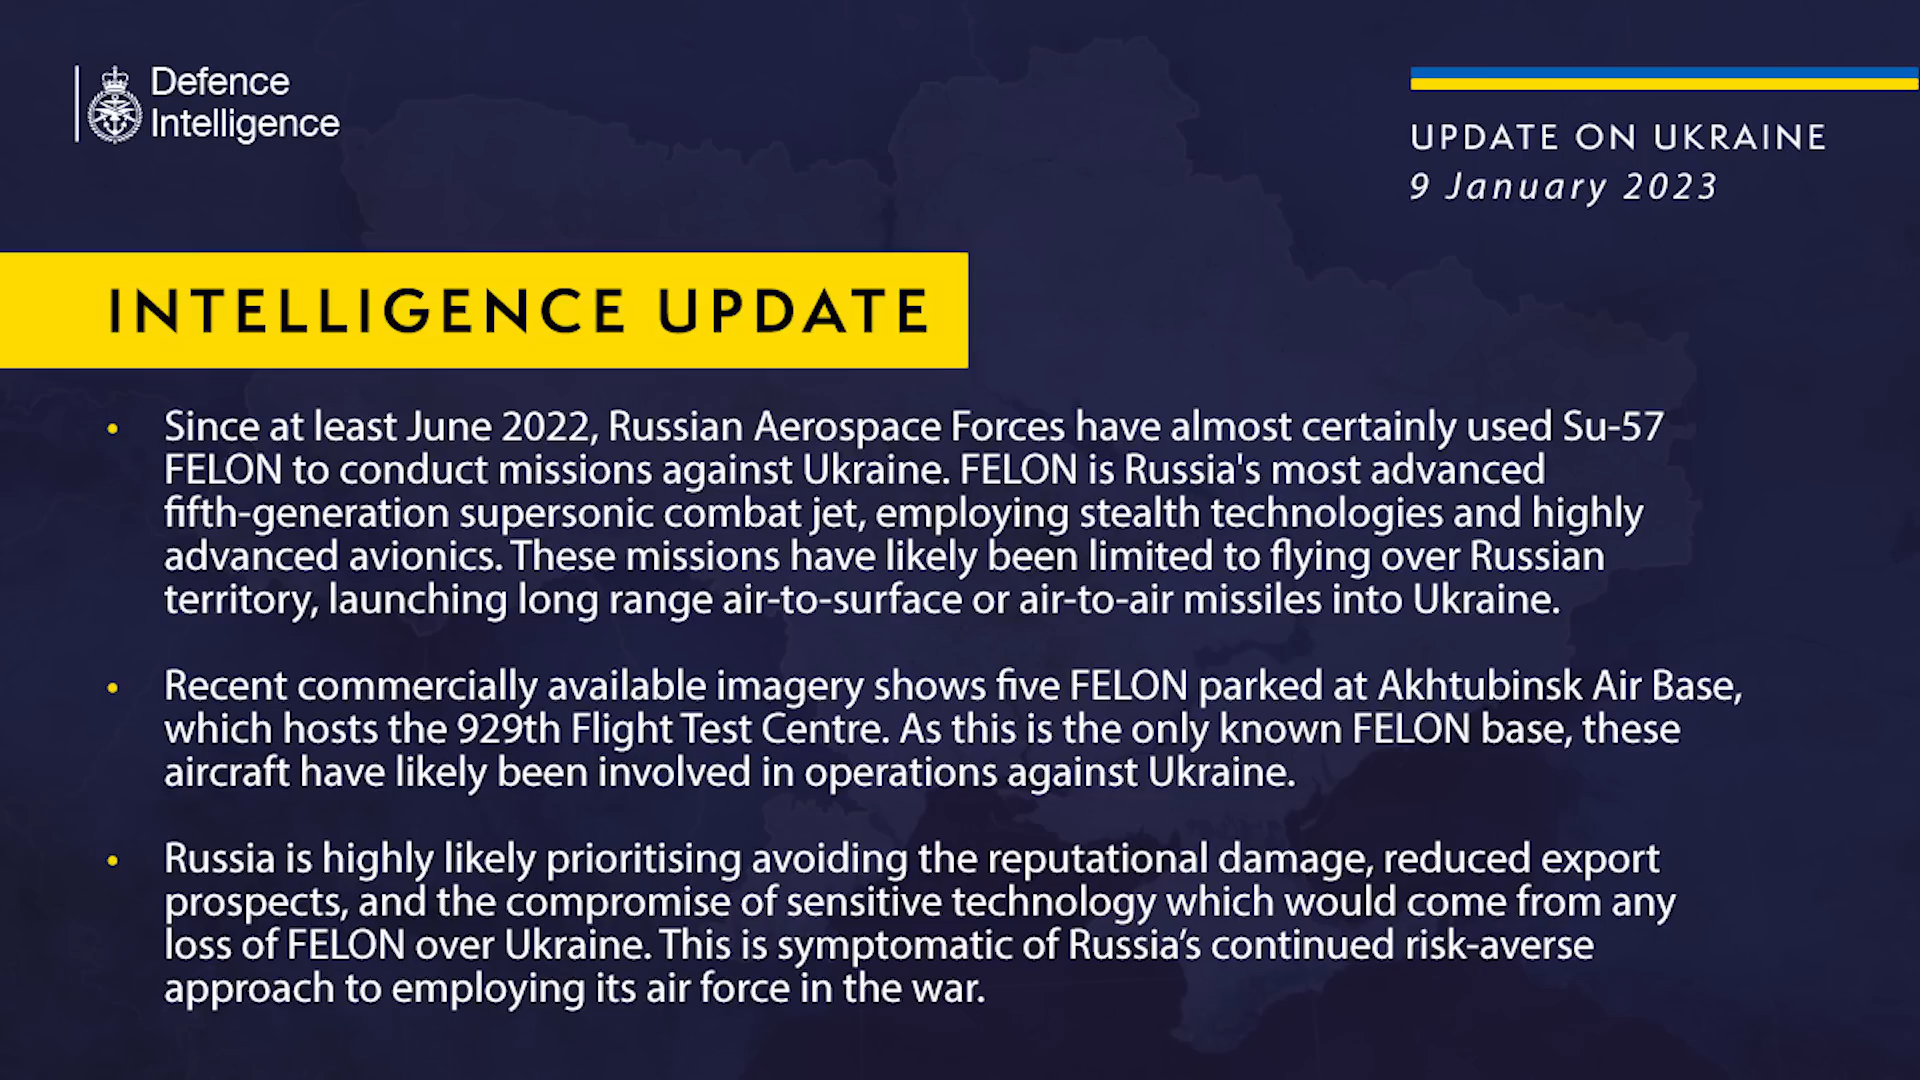 Defence
Intelligence
UPDATE ON UKRAINE
9 January 2023
INTELLIGENCE UPDATE
• Since at least June 2022, Russian Aerospace Forces have almost certainly used Su-57
FELON to conduct missions against Ukraine. FELON is Russia's most advanced
fifth-generation supersonic combat jet, employing stealth technologies and highly
advanced avionics. These missions have likely been limited to flying over Russian
territory, launching long range air-to-surface or air-to-air missiles into Ukraine.
• Recent commercially available imagery shows five FELON parked at Akhtubinsk Air Base,
which hosts the 929th Flight Test Centre. As this is the only known FELON base, these
aircraft have likely been involved in operations against Ukraine.
• Russia is highly likely prioritising avoiding the reputational damage, reduced export
prospects, and the compromise of sensitive technology which would come from any
loss of FELON over Ukraine. This is symptomatic of Russia’s continued risk-averse
approach to employing its air force in the war.